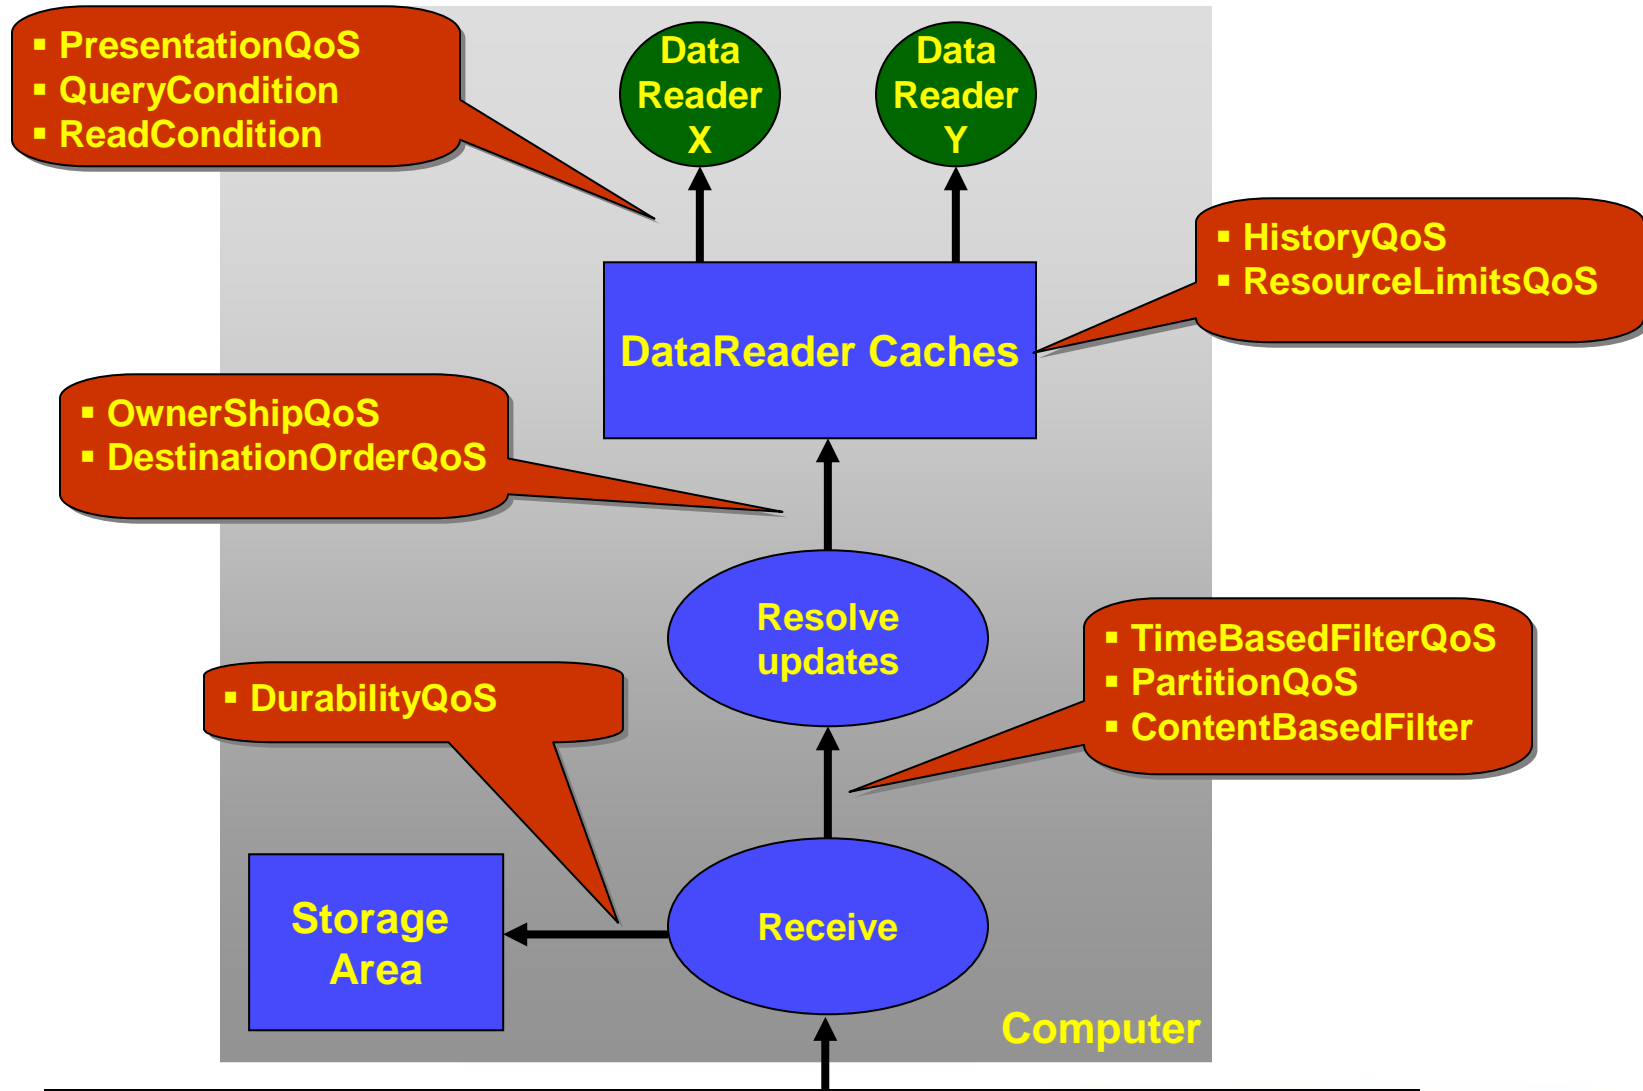 ▪ PresentationQoS
▪ QueryCondition
▪ ReadCondition
Data
Reader
X
Data
Reader
Y
▪ HistoryQoS
▪ ResourceLimitsQoS
DataReader Caches
▪ OwnerShipQoS
▪ DestinationOrderQoS
Resolve
updates
▪ TimeBasedFilterQoS
▪ PartitionQoS
▪ ContentBasedFilter
▪ DurabilityQoS
Storage
Area
Receive
Computer